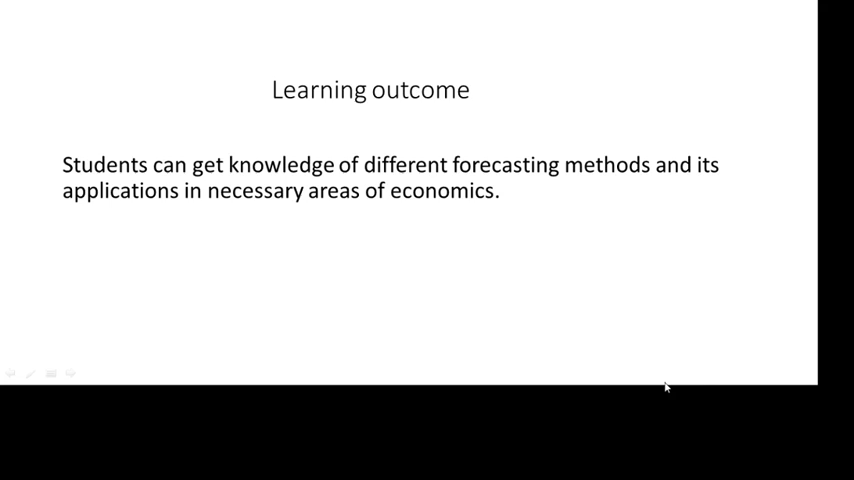 Learning outcome
Students can get knowledge of different forecasting methods and its
applications in necessary areas of economics.